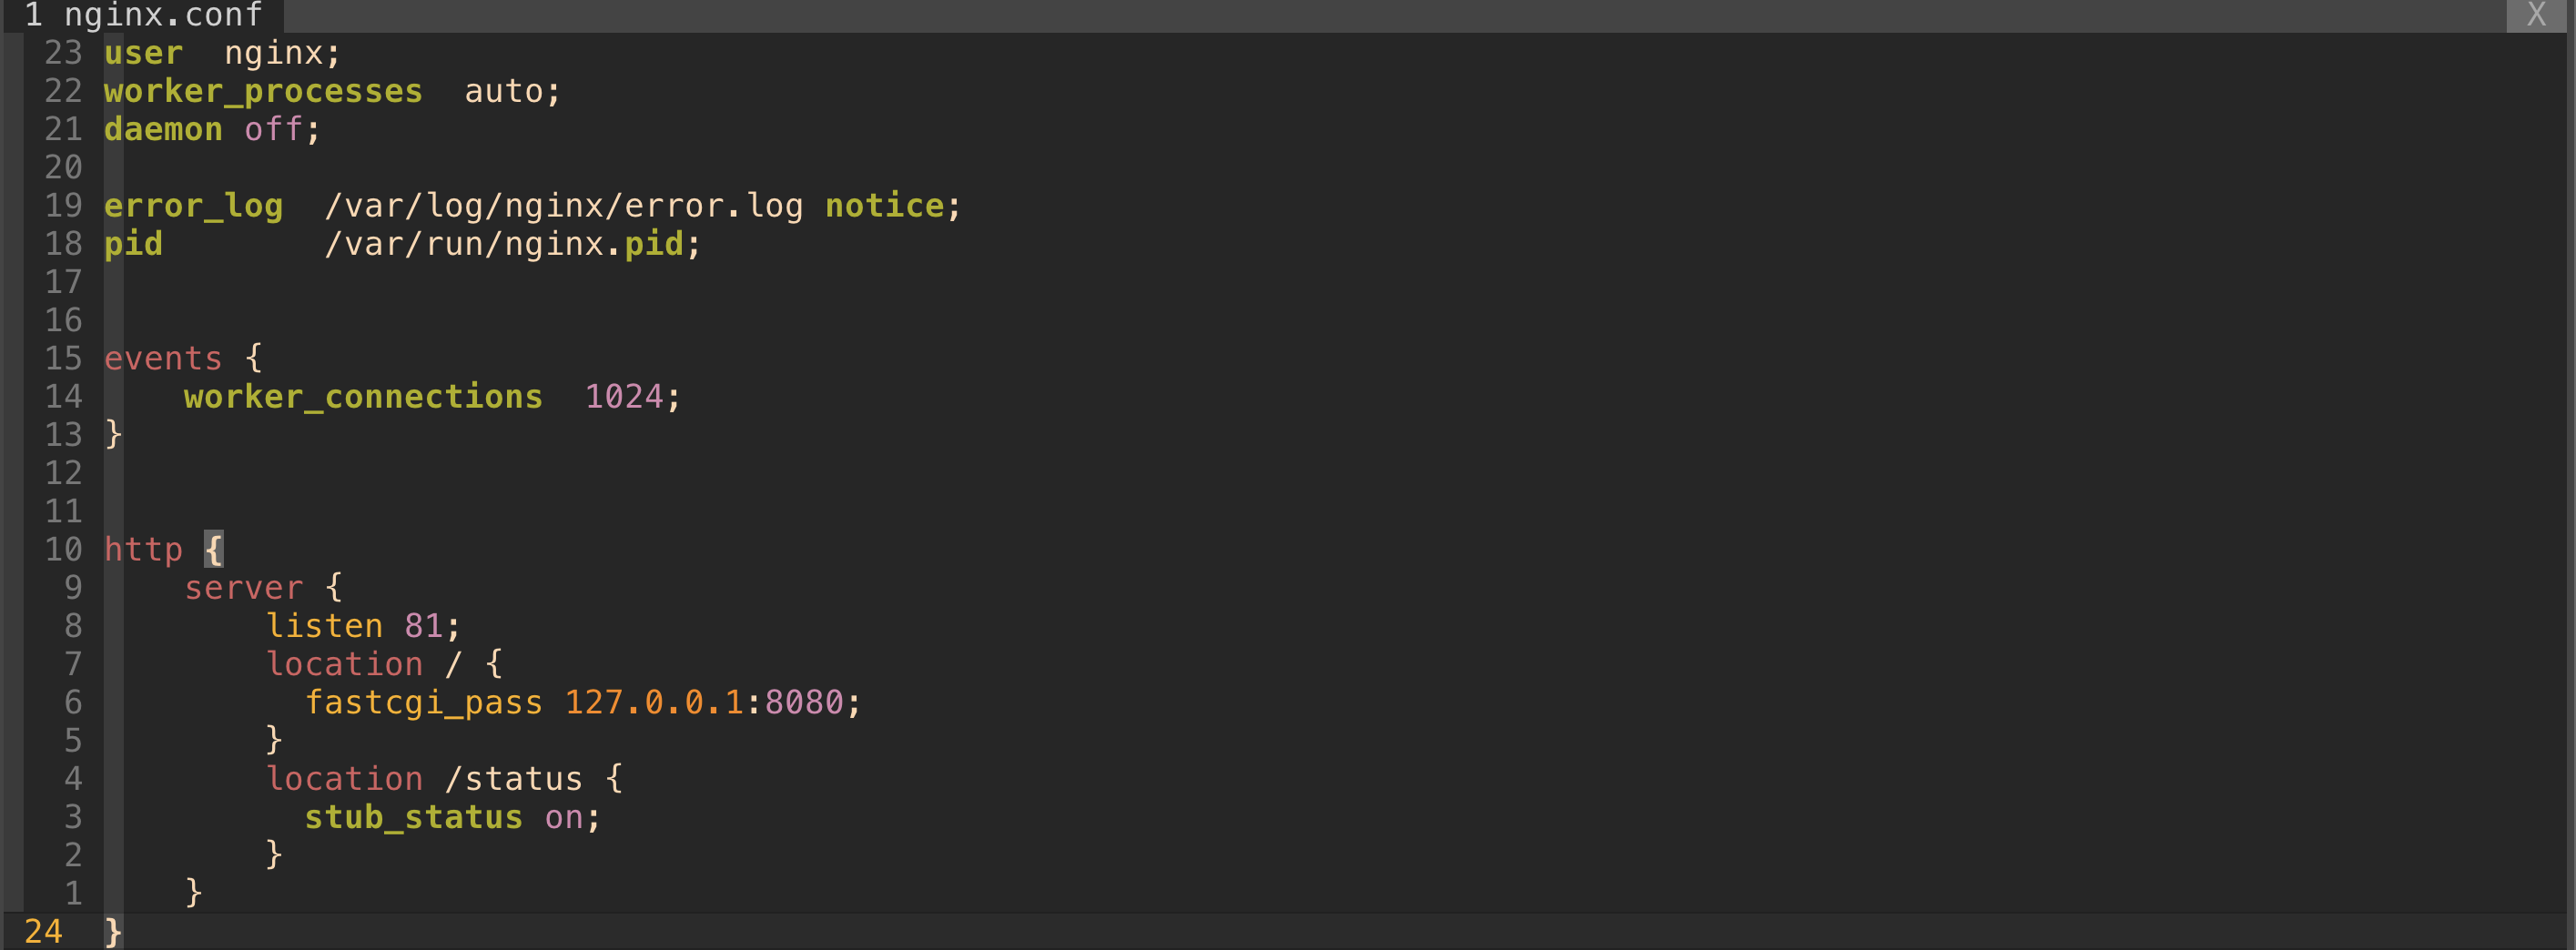 1 nginx.conf X
23 user  nginx;
22 worker_processes  auto;
21 daemon off;
20
19 error_log  /var/log/nginx/error.log notice;
18 pid        /var/run/nginx.pid;
17
16
15 events {
14     worker_connections  1024;
13 }
12
11
10 http {
9     server {
8         listen 81;
7         location / {
6           fastcgi_pass 127.0.0.1:8080;
5         }
4         location /status {
3           stub_status on;
2         }
1     }
24 }